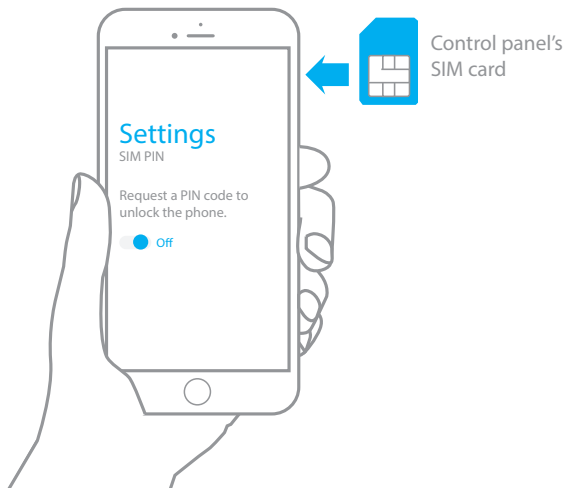 Control panel's
SIM card
Settings
SIM PIN
Request a PIN code to
unlock the phone.
Off